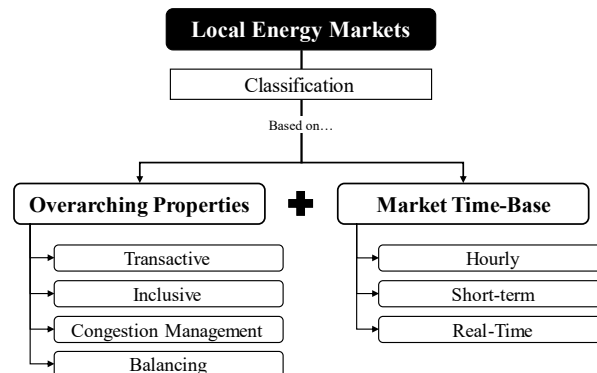 Local Energy Markets
Classification
Based on...
Overarching Properties
Market Time-Base
Transactive
Hourly
Inclusive
Short-term
Congestion Management
Real-Time
Balancing